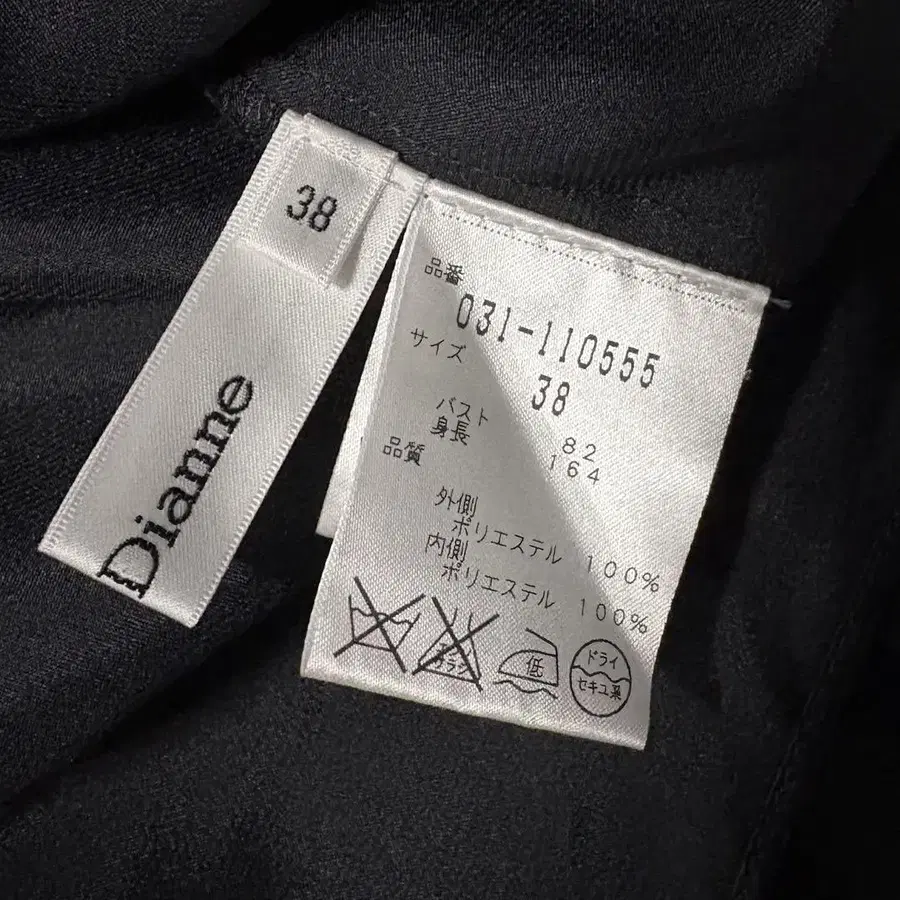 38
Dianne
品番
031-110555
サイズ
38
バスト 82
身長 164
品質
外側
ポリエステル 100%
内側
ポリエステル 100%
低
ドライ
セキユ系